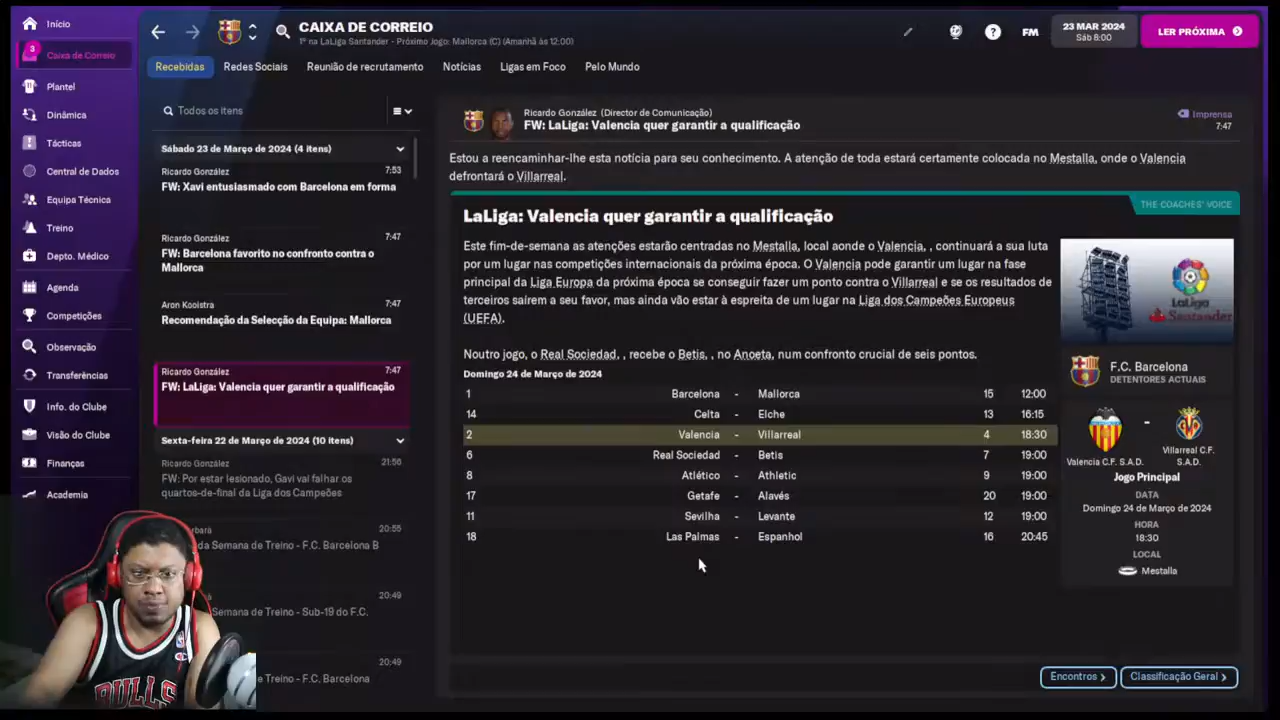 Início
3
Caixa de Correio
Plantel
Dinâmica
Tácticas
Central de Dados
Equipa Técnica
Treino
Depto. Médico
Agenda
Competições
Observação
Transferências
Info. do Clube
Visão do Clube
Finanças
Academia
CAIXA DE CORREIO
1º na LaLiga Santander - Próximo Jogo: Mallorca (C) (Amanhã às 12:00)
FM
23 MAR 2024
Sáb 8:00
LER PRÓXIMA
Recebidas
Redes Sociais
Reunião de recrutamento
Notícias
Ligas em Foco
Pelo Mundo
Todos os itens
Sábado 23 de Março de 2024 (4 itens)
Ricardo González 7:53
FW: Xavi entusiasmado com Barcelona em forma
Ricardo González 7:47
FW: Barcelona favorito no confronto contra o
Mallorca
Aron Kooistra 7:47
Recomendação da Selecção da Equipa: Mallorca
Ricardo González 7:47
FW: LaLiga: Valencia quer garantir a qualificação
Sexta-feira 22 de Março de 2024 (10 itens)
Ricardo González 21:56
FW: Por estar lesionado, Gavi vai falhar os
quartos-de-final da Liga dos Campeões
20:55
da Semana de Treino - F.C. Barcelona B
20:49
Semana de Treino - Sub-19 do F.C.
20:49
de Treino - F.C. Barcelona
Ricardo González (Director de Comunicação)
FW: LaLiga: Valencia quer garantir a qualificação
Imprensa
7:47
Estou a reencaminhar-lhe esta notícia para seu conhecimento. A atenção de toda estará certamente colocada no Mestalla, onde o Valencia
defrontará o Villarreal.
THE COACHES' VOICE
LaLiga: Valencia quer garantir a qualificação
Este fim-de-semana as atenções estarão centradas no Mestalla, local aonde o Valencia, , continuará a sua luta
por um lugar nas competições internacionais da próxima época. O Valencia pode garantir um lugar na fase
principal da Liga Europa da próxima época se conseguir fazer um ponto contra o Villarreal e se os resultados de
terceiros sairem a seu favor, mas ainda vão estar à espreita de um lugar na Liga dos Campeões Europeus
(UEFA).
Noutro jogo, o Real Sociedad, , recebe o Betis, , no Anoeta, num confronto crucial de seis pontos.
Domingo 24 de Março de 2024
1 Barcelona - Mallorca 15 12:00
14 Celta - Elche 13 16:15
2 Valencia - Villarreal 4 18:30
6 Real Sociedad - Betis 7 19:00
8 Atlético - Athletic 9 19:00
17 Getafe - Alavés 20 19:00
11 Sevilha - Levante 12 19:00
18 Las Palmas - Espanhol 16 20:45
LaLiga
Santander
F.C. Barcelona
DETENTORES ACTUAIS
-
Valencia C.F. S.A.D.
Villarreal C.F.
S.A.D.
Jogo Principal
DATA
Domingo 24 de Março de 2024
HORA
18:30
LOCAL
Mestalla
Encontros
Classificação Geral
BULLS